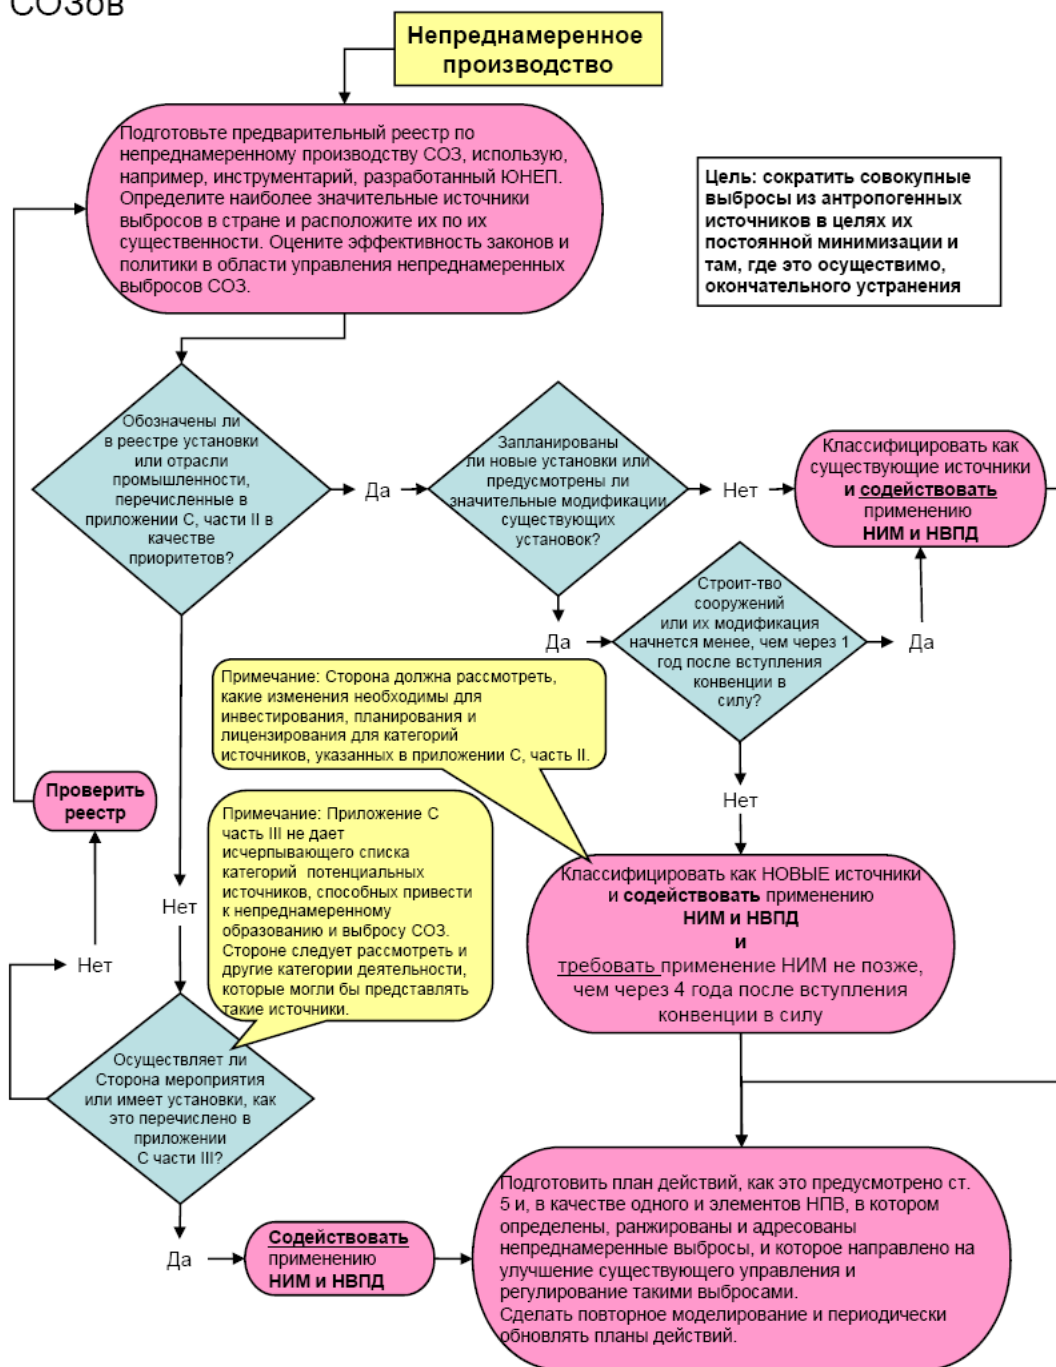 СОЗов
Непреднамеренное
производство
Подготовьте предварительный реестр по
непреднамеренному производству СОЗ, использую,
например, инструментарий, разработанный ЮНЕП.
Определите наиболее значительные источники
выбросов в стране и расположите их по их
существенности. Оцените эффективность законов и
политики в области управления непреднамеренных
выбросов СОЗ.
Цель: сократить совокупные
выбросы из антропогенных
источников в целях их
постоянной минимизации и
там, где это осуществимо,
окончательного устранения
Обозначены ли
в реестре установки
или отрасли
промышленности,
перечисленные в
приложении С, части II в
качестве
приоритетов?
Да
Запланированы
ли новые установки или
предусмотрены ли
значительные модификации
существующих
установок?
Нет
Классифицировать как
существующие источники
и содействовать
применению
НИМ и НВПД
Да
Строит-тво
сооружений
или их модификация
начнется менее, чем через 1
год после вступления
конвенции в
силу?
Да
Примечание: Сторона должна рассмотреть,
какие изменения необходимы для
инвестирования, планирования и
лицензирования для категорий
источников, указанных в приложении С, часть II.
Нет
Проверить
реестр
Примечание: Приложение С
часть III не дает
исчерпывающего списка
категорий потенциальных
источников, способных привести
к непреднамеренному
образованию и выбросу СОЗ.
Стороне следует рассмотреть и
другие категории деятельности,
которые могли бы представлять
такие источники.
Классифицировать как НОВЫЕ источники
и содействовать применению
НИМ и НВПД
и
требовать применение НИМ не позже,
чем через 4 года после вступления
конвенции в силу
Нет
Нет
Осуществляет ли
Сторона мероприятия
или имеет установки, как
это перечислено в
приложении
С части III?
Да
Содействовать
применению
НИМ и НВПД
Подготовить план действий, как это предусмотрено ст.
5 и, в качестве одного и элементов НПВ, в котором
определены, ранжированы и адресованы
непреднамеренные выбросы, и которое направлено на
улучшение существующего управления и
регулирование такими выбросами.
Сделать повторное моделирование и периодически
обновлять планы действий.